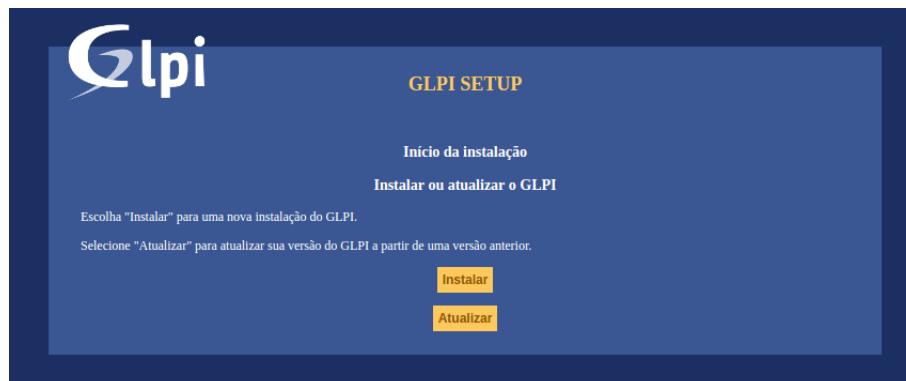 Glpi
GLPI SETUP
Início da instalação
Instalar ou atualizar o GLPI
Escolha "Instalar" para uma nova instalação do GLPI.
Selecione "Atualizar" para atualizar sua versão do GLPI a partir de uma versão anterior.
Instalar
Atualizar